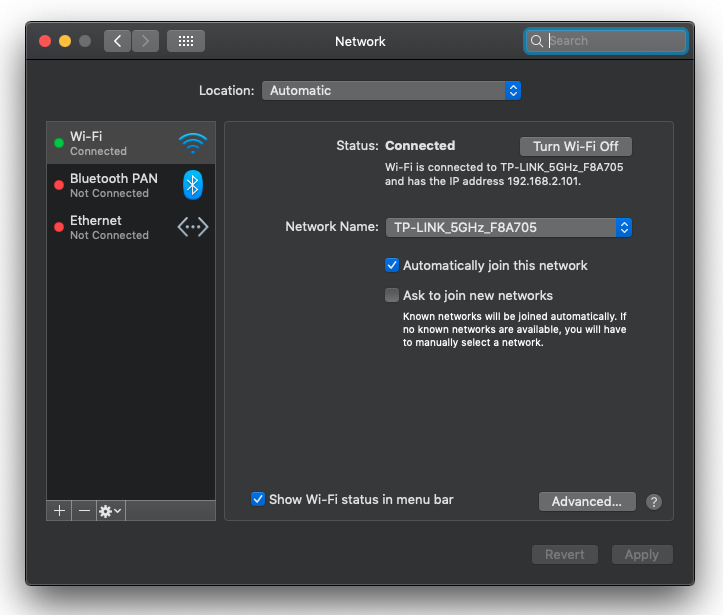 Network
Search
Location: Automatic
Wi-Fi
Connected
Bluetooth PAN
Not Connected
Ethernet
Not Connected
Status: Connected
Turn Wi-Fi Off
Wi-Fi is connected to TP-LINK_5GHz_F8A705
and has the IP address 192.168.2.101.
Network Name: TP-LINK_5GHz_F8A705
Automatically join this network
Ask to join new networks
Known networks will be joined automatically. If
no known networks are available, you will have
to manually select a network.
Show Wi-Fi status in menu bar
Advanced...
?
Revert
Apply